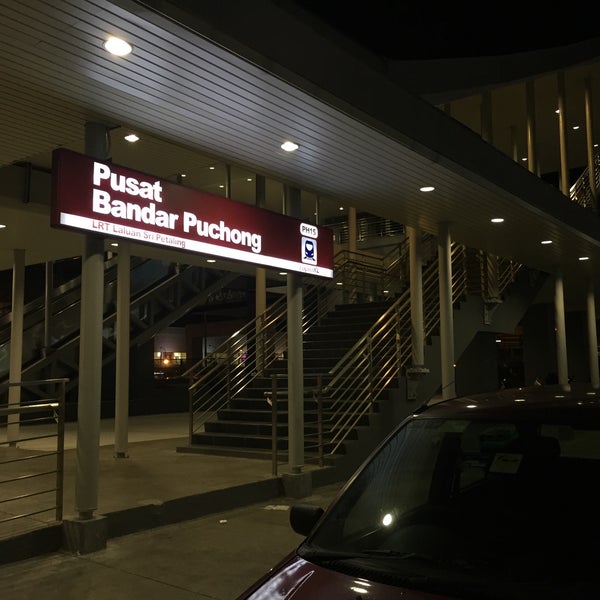 Pusat
Bandar Puchong
LRT Laluan Sri Petaling
PH15